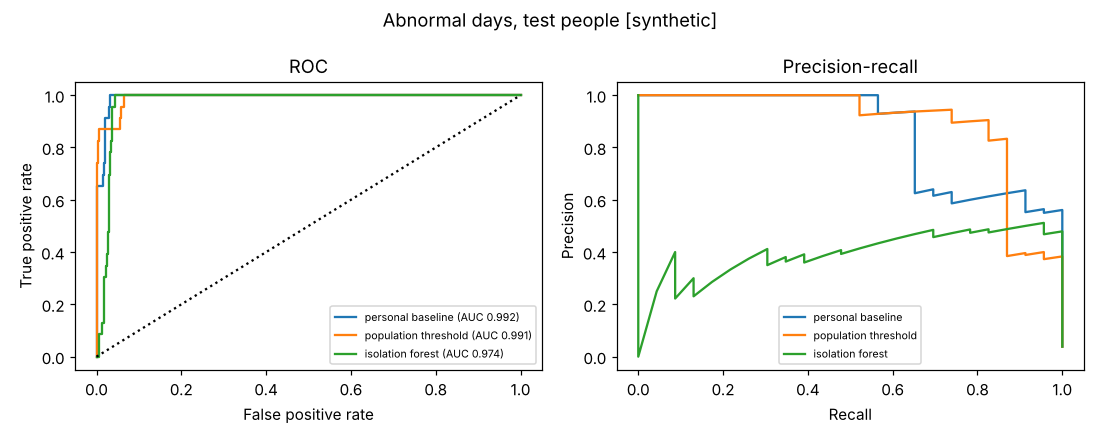 Abnormal days, test people [synthetic]
ROC
True positive rate
1.0
0.8
0.6
0.4
0.2
0.0
0.0 0.2 0.4 0.6 0.8 1.0
False positive rate
personal baseline (AUC 0.992)
population threshold (AUC 0.991)
isolation forest (AUC 0.974)
Precision-recall
Precision
1.0
0.8
0.6
0.4
0.2
0.0
0.0 0.2 0.4 0.6 0.8 1.0
Recall
personal baseline
population threshold
isolation forest